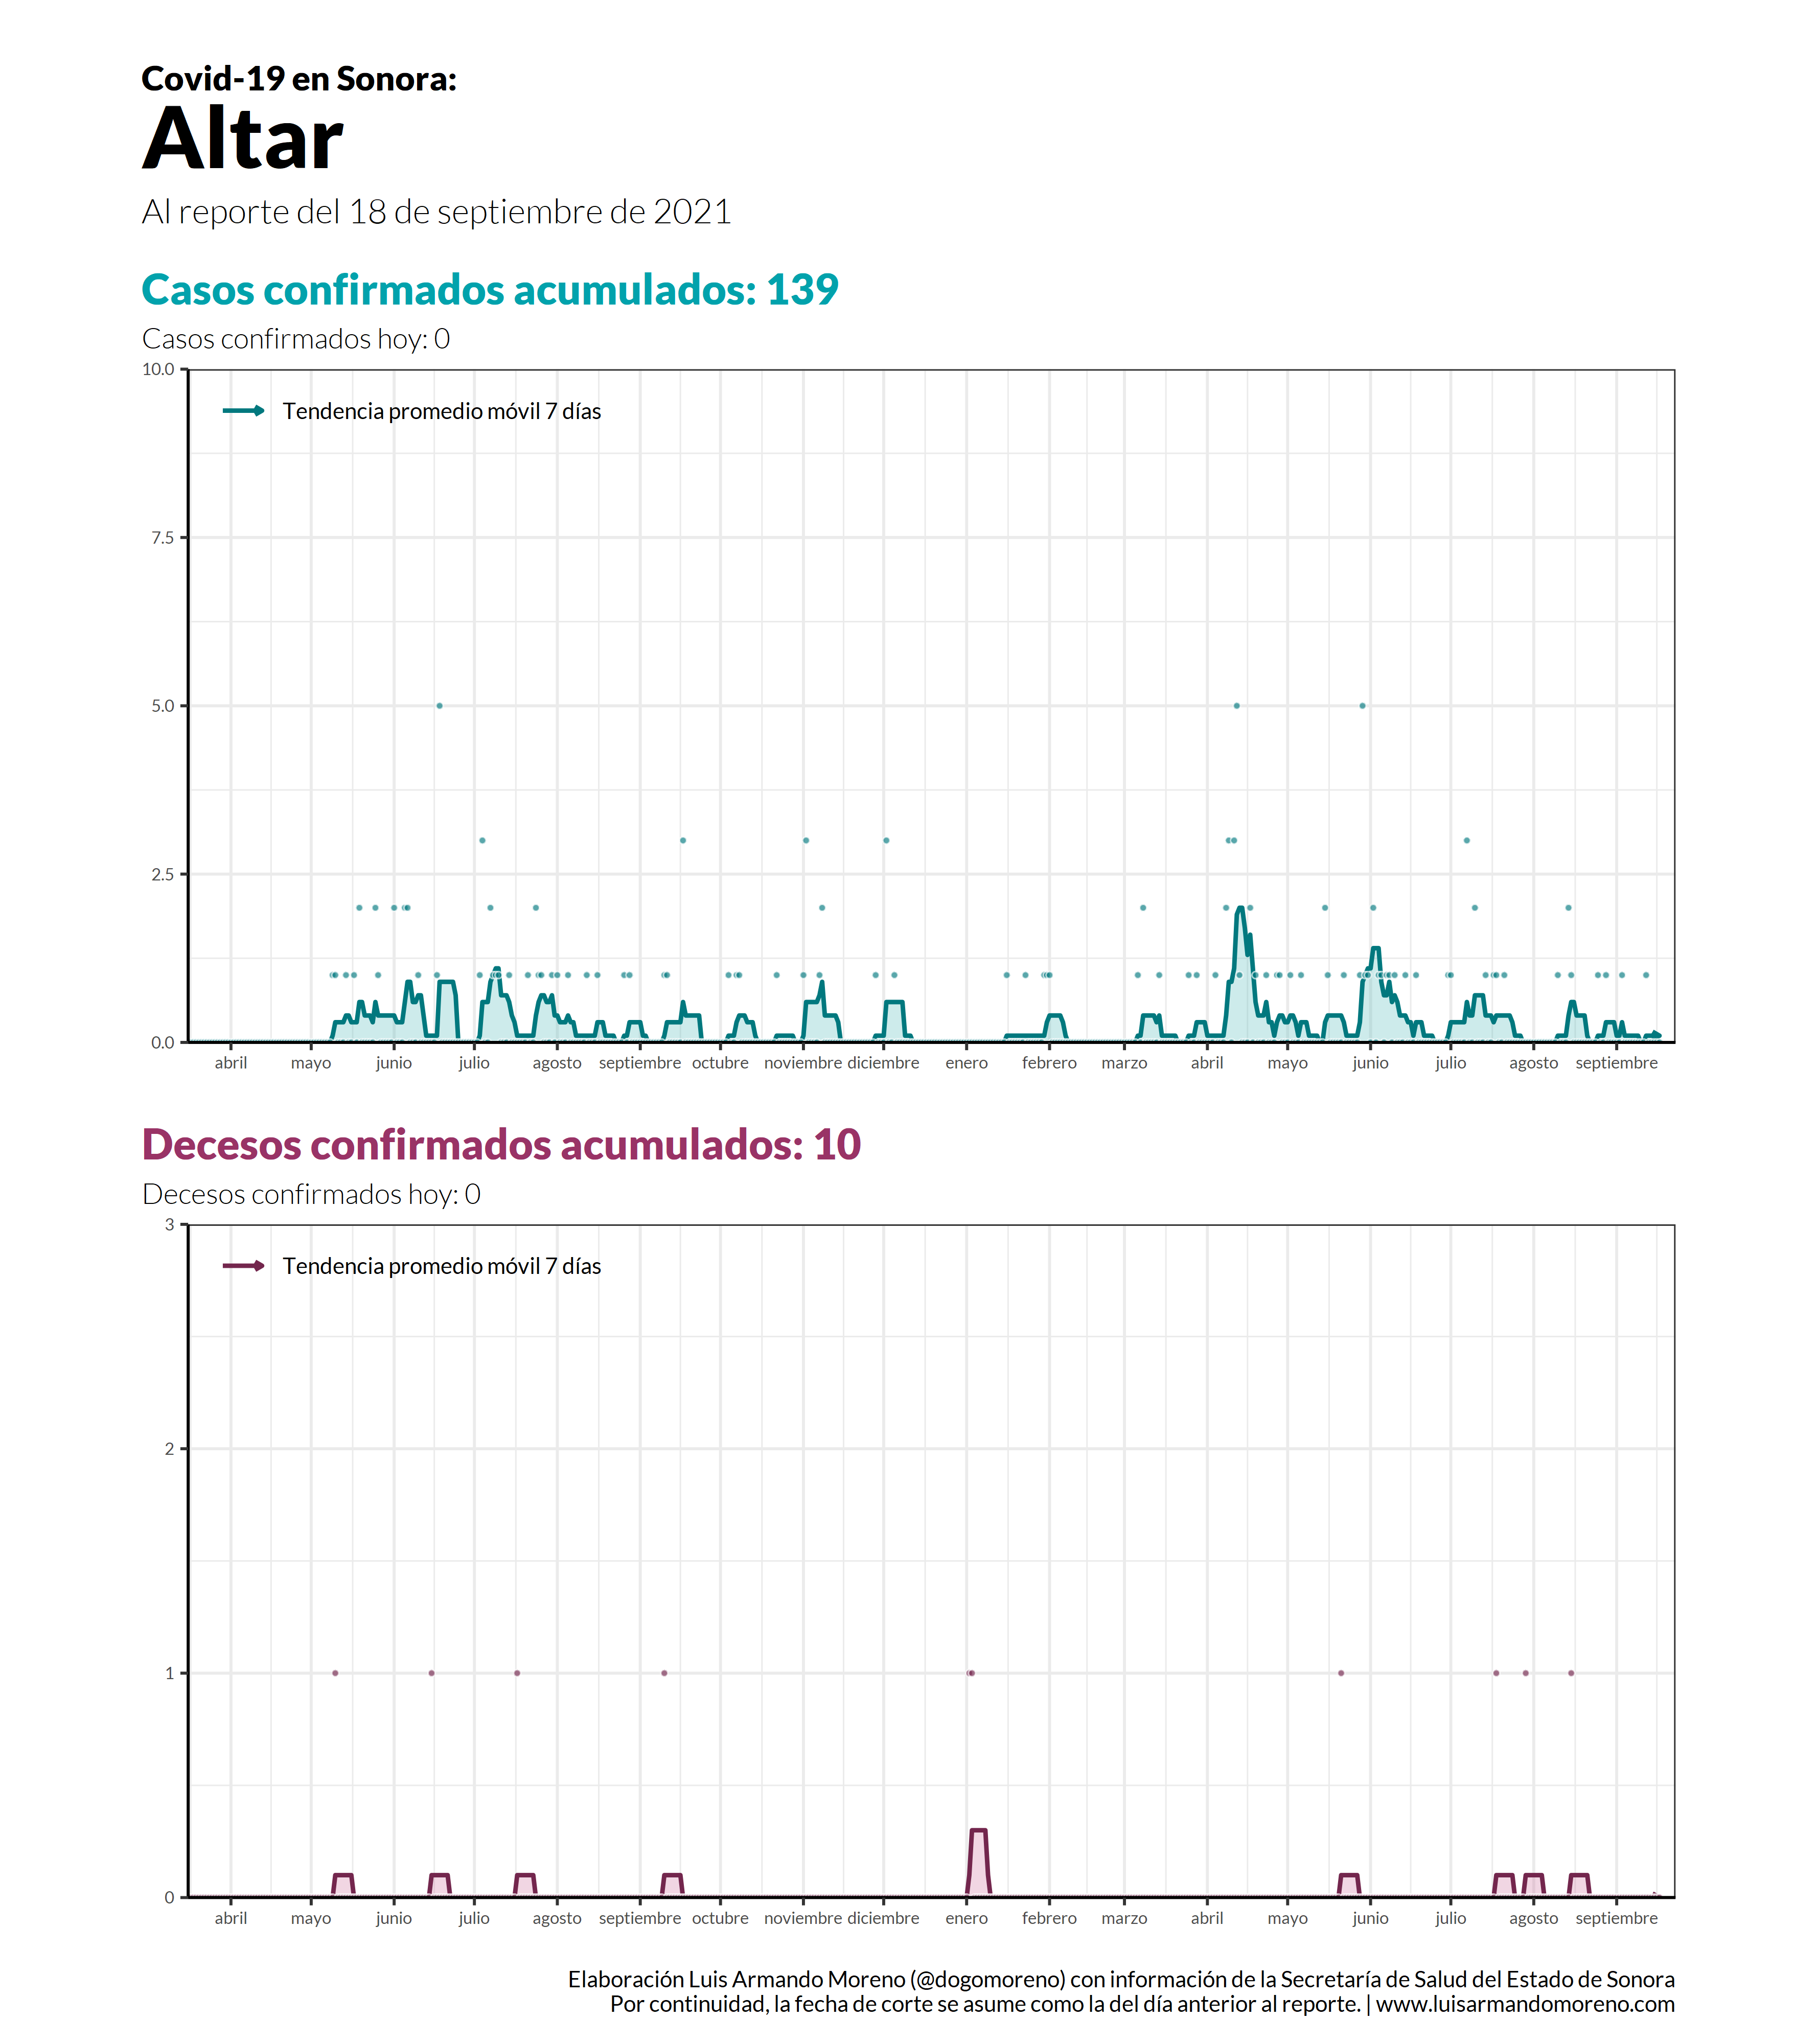 Covid-19 en Sonora:
Altar
Al reporte del 18 de septiembre de 2021
Casos confirmados acumulados: 139
Casos confirmados hoy: 0
10.0
Tendencia promedio móvil 7 días
7.5
5.0
2.5
0.0
abril mayo junio julio agosto septiembre octubre noviembre diciembre enero febrero marzo abril mayo junio julio agosto septiembre
Decesos confirmados acumulados: 10
Decesos confirmados hoy: 0
3
Tendencia promedio móvil 7 días
2
1
0
abril mayo junio julio agosto septiembre octubre noviembre diciembre enero febrero marzo abril mayo junio julio agosto septiembre
Elaboración Luis Armando Moreno (@dogomoreno) con información de la Secretaría de Salud del Estado de Sonora
Por continuidad, la fecha de corte se asume como la del día anterior al reporte. | www.luisarmandomoreno.com